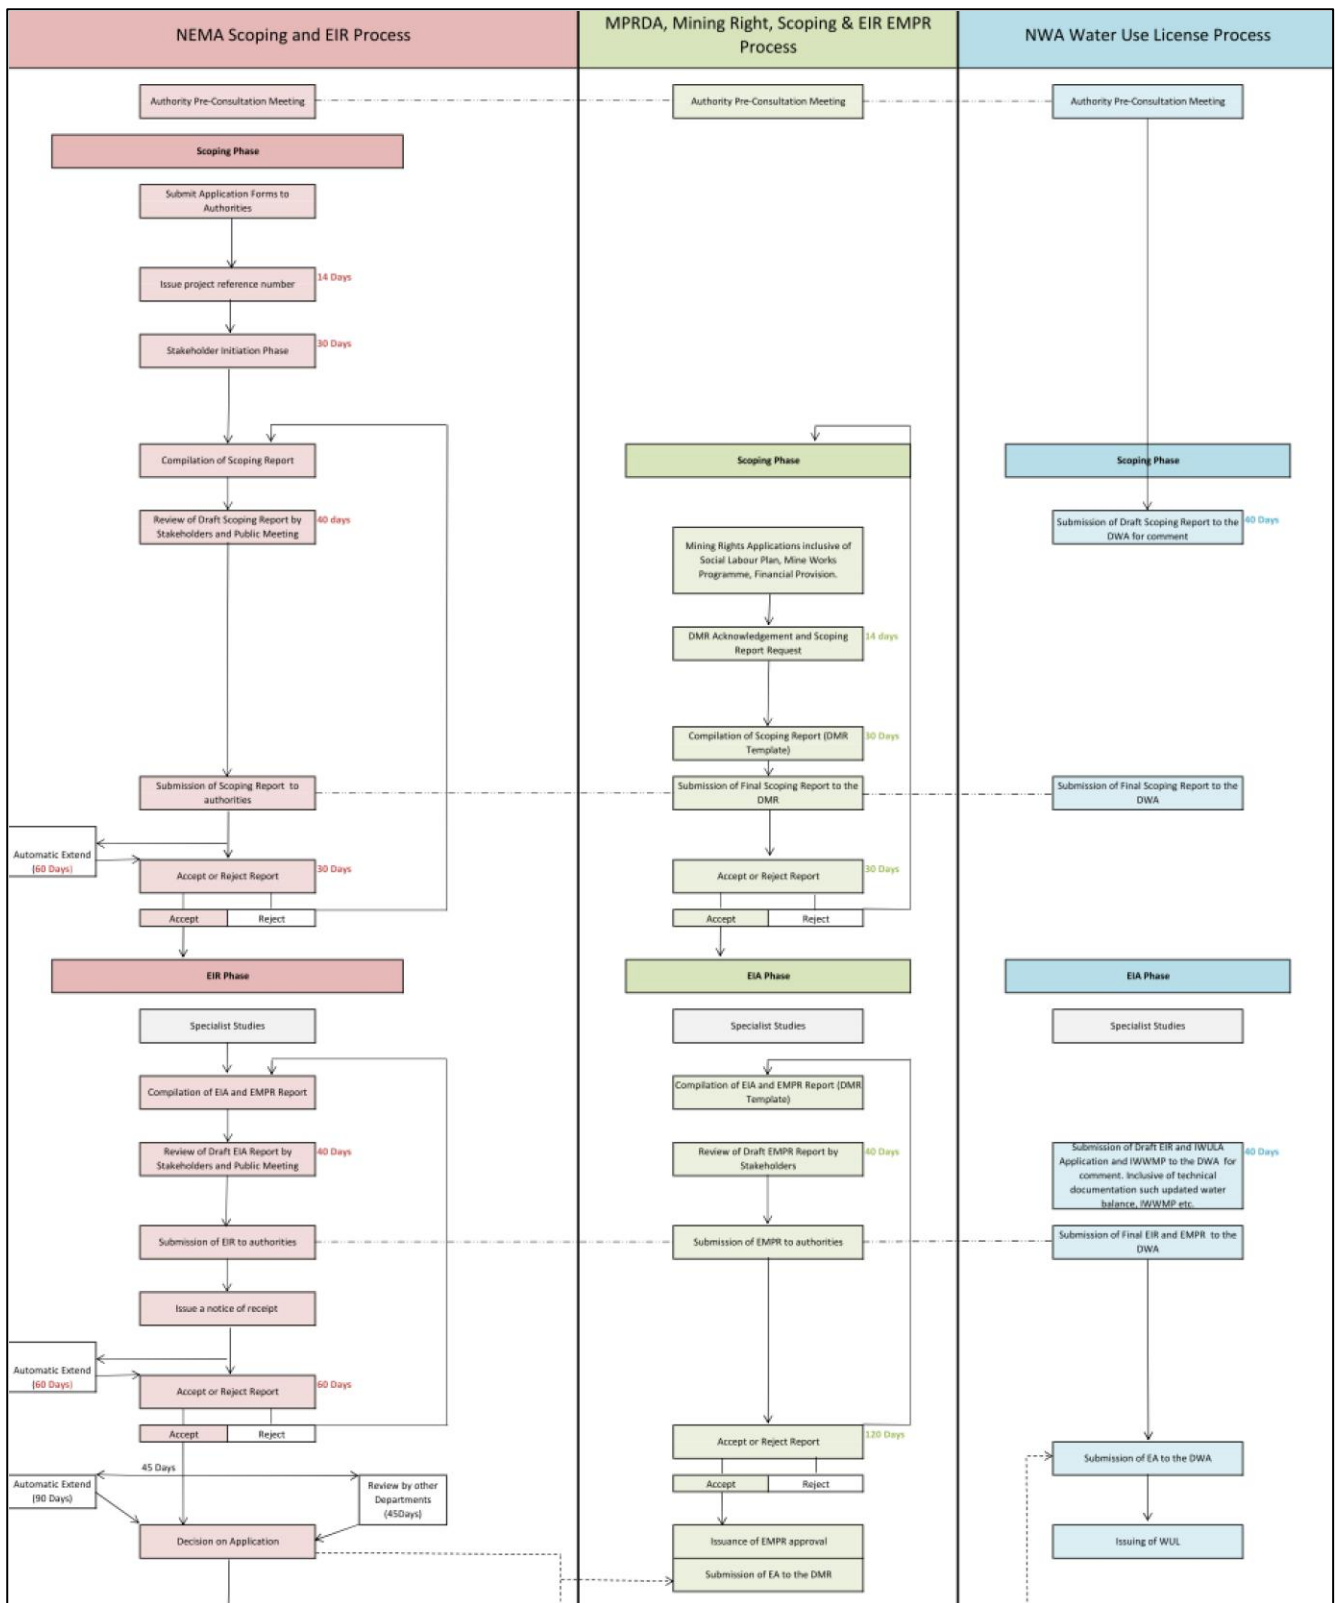 NEMA Scoping and EIR Process
MPRDA, Mining Right, Scoping & EIR EMPR
Process
NWA Water Use License Process
Authority Pre-Consultation Meeting
Authority Pre-Consultation Meeting
Authority Pre-Consultation Meeting
Scoping Phase
Submit Application Forms to
Authorities
Issue project reference number
14 Days
Stakeholder Initiation Phase
30 Days
Compilation of Scoping Report
Scoping Phase
Scoping Phase
Review of Draft Scoping Report by
Stakeholders and Public Meeting
40 days
Submission of Draft Scoping Report to the
DWA for comment
40 Days
Mining Rights Applications inclusive of
Social Labour Plan, Mine Works
Programme, Financial Provision.
DMR Acknowledgement and Scoping
Report Request
14 days
Compilation of Scoping Report (DMR
Template)
30 Days
Submission of Scoping Report to
authorities
Submission of Final Scoping Report to the
DMR
Submission of Final Scoping Report to the
DWA
Automatic Extend
(60 Days)
Accept or Reject Report
30 Days
Accept or Reject Report
30 Days
Accept
Reject
Accept
Reject
EIR Phase
EIA Phase
EIA Phase
Specialist Studies
Specialist Studies
Specialist Studies
Compilation of EIA and EMPR Report
Compilation of EIA and EMPR Report (DMR
Template)
Review of Draft EIA Report by
Stakeholders and Public Meeting
40 Days
Review of Draft EMPR Report by
Stakeholders
40 Days
Submission of Draft EIR and IWULA
Application and IWWMP to the DWA for
comment. Inclusive of technical
documentation such updated water
balance, IWWMP etc.
40 Days
Submission of EIR to authorities
Submission of EMPR to authorities
Submission of Final EIR and EMPR to the
DWA
Issue a notice of receipt
Automatic Extend
(60 Days)
Accept or Reject Report
60 Days
Accept
Reject
Accept or Reject Report
120 Days
Accept
Reject
Submission of EA to the DWA
45 Days
Automatic Extend
(90 Days)
Review by other
Departments
(45Days)
Decision on Application
Issuance of EMPR approval
Submission of EA to the DMR
Issuing of WUL